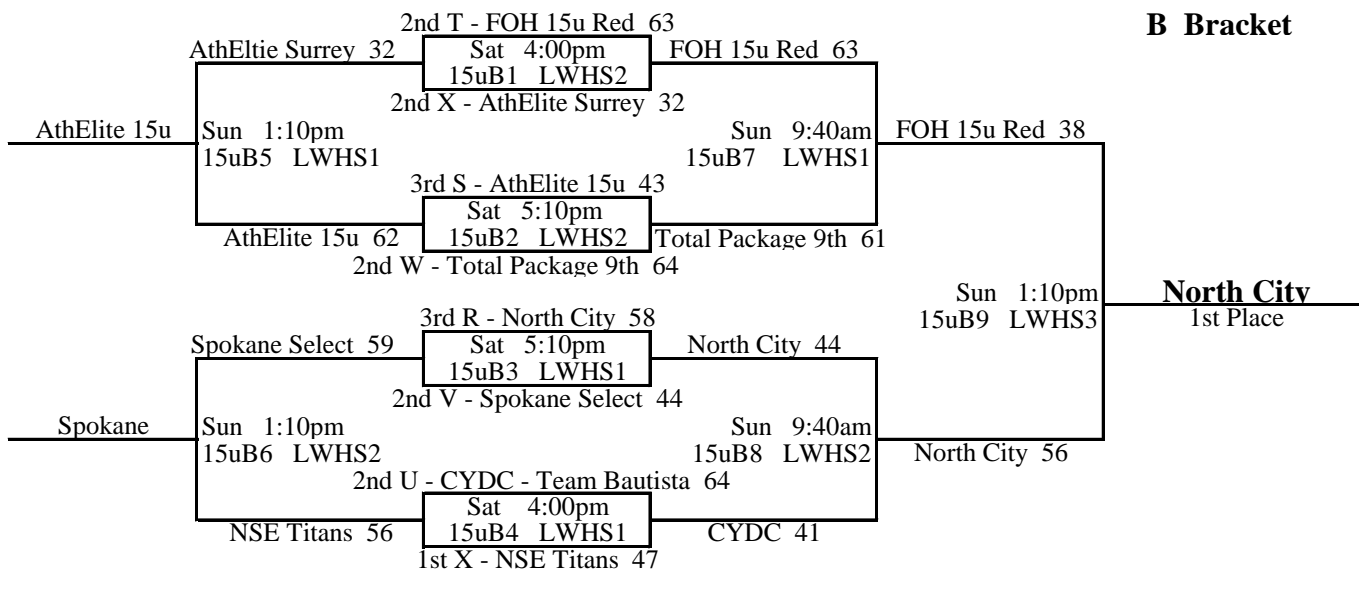 B Bracket
2nd T - FOH 15u Red 63
AthEltie Surrey 32
Sat 4:00pm
FOH 15u Red 63
15uB1 LWHS2
2nd X - AthElite Surrey 32
AthElite 15u
Sun 1:10pm
Sun 9:40am
FOH 15u Red 38
15uB5 LWHS1
15uB7 LWHS1
3rd S - AthElite 15u 43
Sat 5:10pm
AthElite 15u 62
15uB2 LWHS2
Total Package 9th 61
2nd W - Total Package 9th 64
Sun 1:10pm
North City
15uB9 LWHS3
1st Place
3rd R - North City 58
Spokane Select 59
Sat 5:10pm
North City 44
15uB3 LWHS1
2nd V - Spokane Select 44
Spokane
Sun 1:10pm
Sun 9:40am
15uB6 LWHS2
15uB8 LWHS2
North City 56
2nd U - CYDC - Team Bautista 64
Sat 4:00pm
NSE Titans 56
15uB4 LWHS1
CYDC 41
1st X - NSE Titans 47